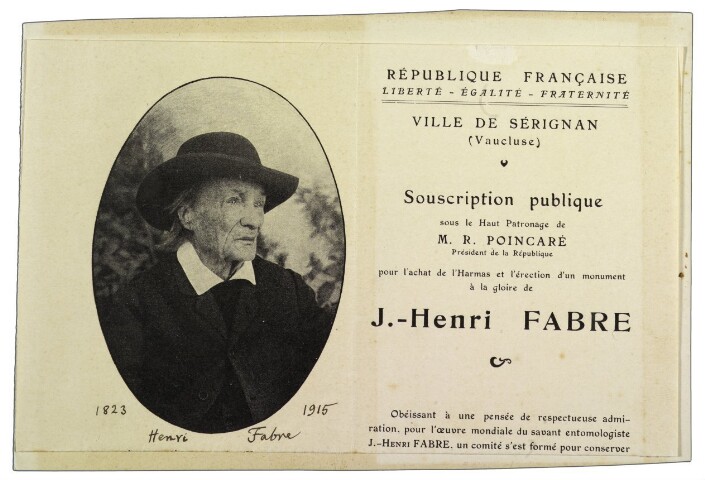 1823 1915
Henri Fabre
RÉPUBLIQUE FRANÇAISE
LIBERTÉ - ÉGALITÉ - FRATERNITÉ
VILLE DE SÉRIGNAN
(Vaucluse)
Souscription publique
sous le Haut Patronage de
M. R. POINCARÉ
Président de la République
pour l'achat de l'Harmas et l'érection d'un monument
à la gloire de
J.-Henri FABRE
Obéissant à une pensée de respectueuse admi-
ration, pour l'œuvre mondiale du savant entomologiste
J.-HENRI FABRE, un comité s'est formé pour conserver